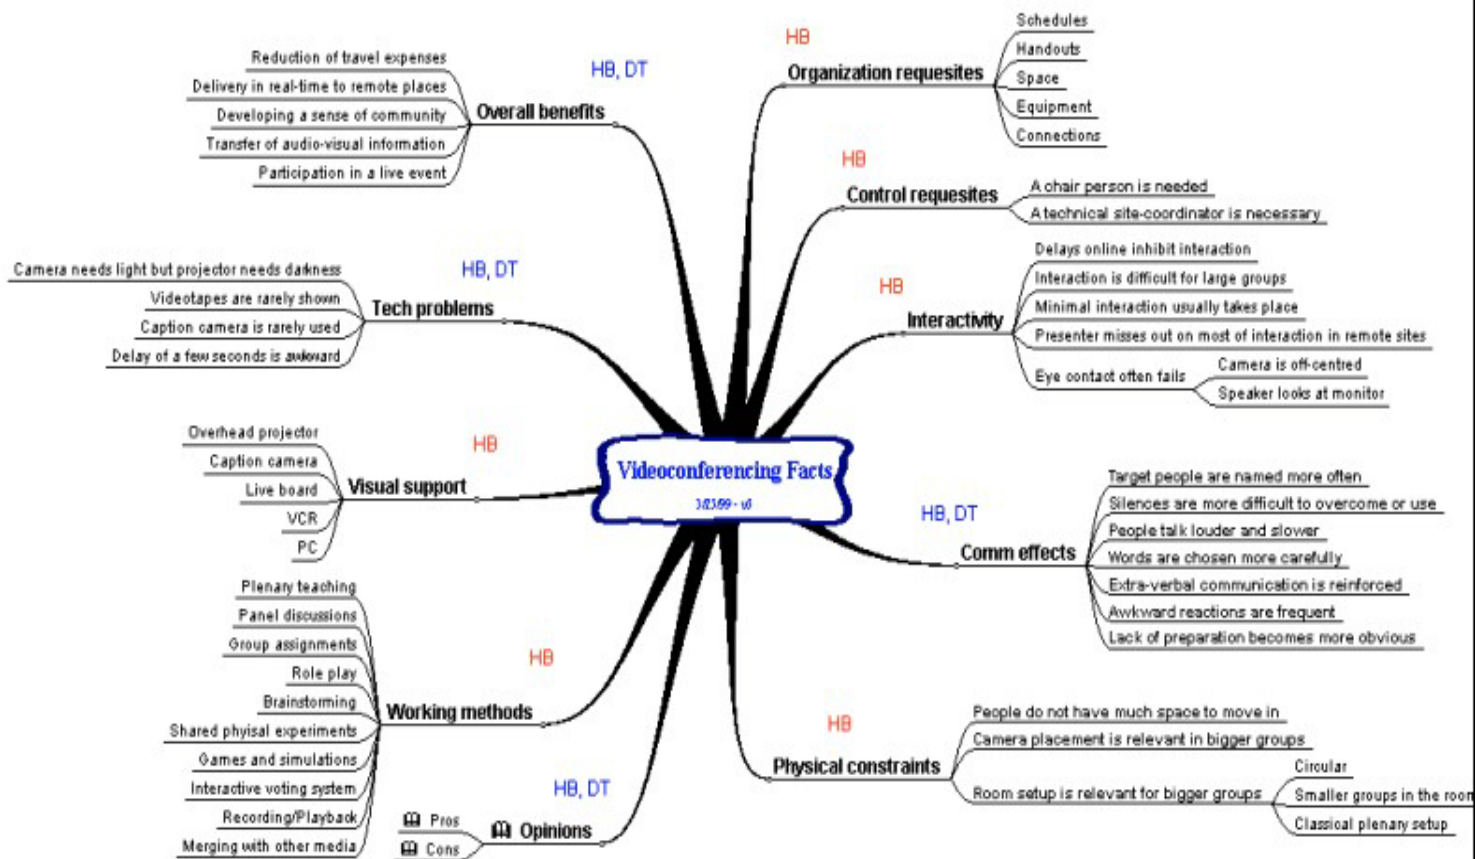 Videoconferencing Facts
HB, DT
Overall benefits
Reduction of travel expenses
Delivery in real-time to remote places
Developing a sense of community
Transfer of audio-visual information
Participation in a live event
HB, DT
Tech problems
Camera needs light but projector needs darkness
Videotapes are rarely shown
Caption camera is rarely used
Delay of a few seconds is awkward
HB
Visual support
Overhead projector
Caption camera
Live board
VCR
PC
HB
Working methods
Plenary teaching
Panel discussions
Group assignments
Role play
Brainstorming
Shared phyisal experiments
Games and simulations
Interactive voting system
Recording/Playback
Merging with other media
HB, DT
Opinions
Pros
Cons
HB
Organization requesites
Schedules
Handouts
Space
Equipment
Connections
HB
Control requesites
A chair person is needed
A technical site-coordinator is necessary
HB
Interactivity
Delays online inhibit interaction
Interaction is difficult for large groups
Minimal interaction usually takes place
Presenter misses out on most of interaction in remote sites
Eye contact often fails
Camera is off-centred
Speaker looks at monitor
HB, DT
Comm effects
Target people are named more often
Silences are more difficult to overcome or use
People talk louder and slower
Words are chosen more carefully
Extra-verbal communication is reinforced
Awkward reactions are frequent
Lack of preparation becomes more obvious
HB
Physical constraints
People do not have much space to move in
Camera placement is relevant in bigger groups
Room setup is relevant for bigger groups
Circular
Smaller groups in the room
Classical plenary setup